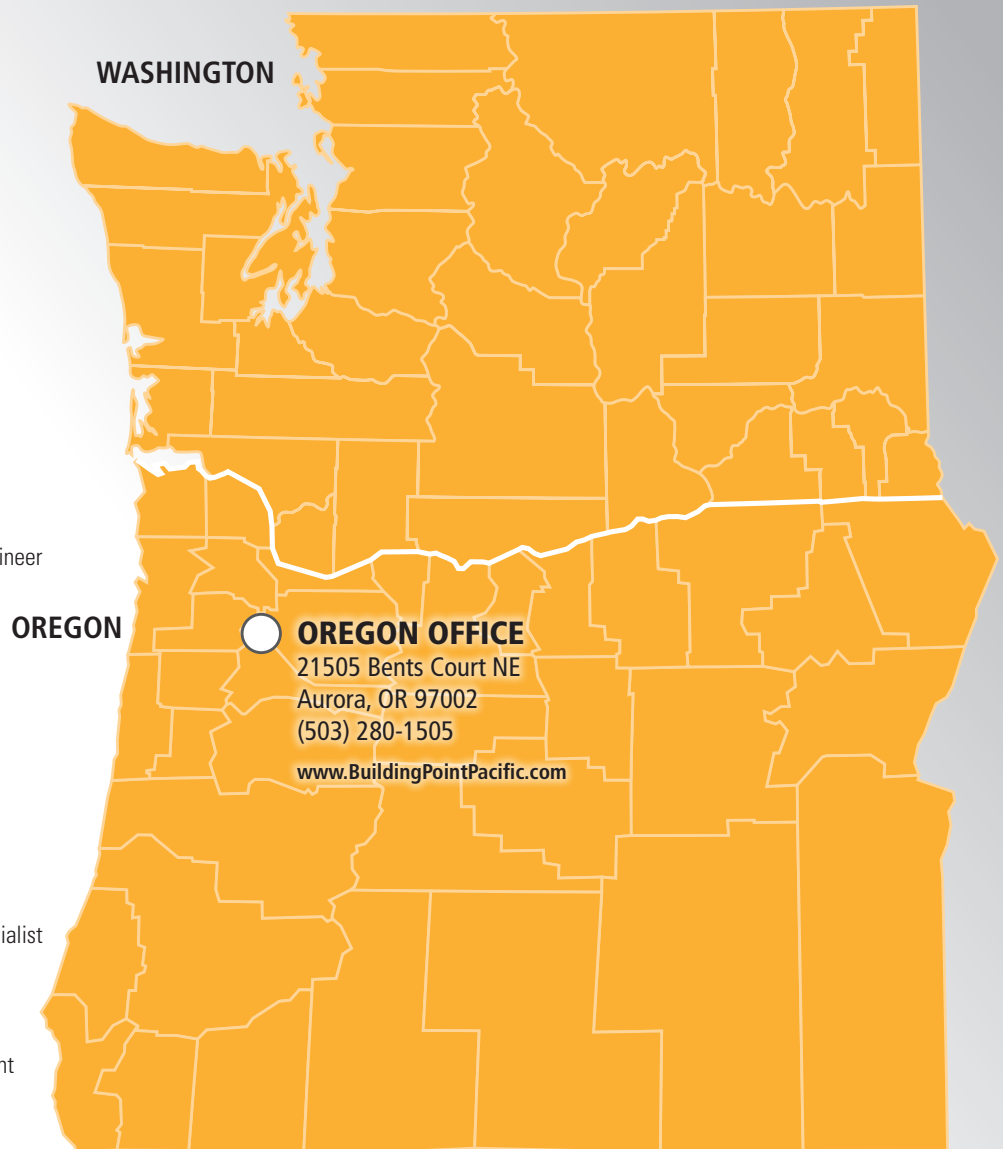 WASHINGTON
ineer
OREGON
OREGON OFFICE
21505 Bents Court NE
Aurora, OR 97002
(503) 280-1505
www.BuildingPointPacific.com
ialist
nt